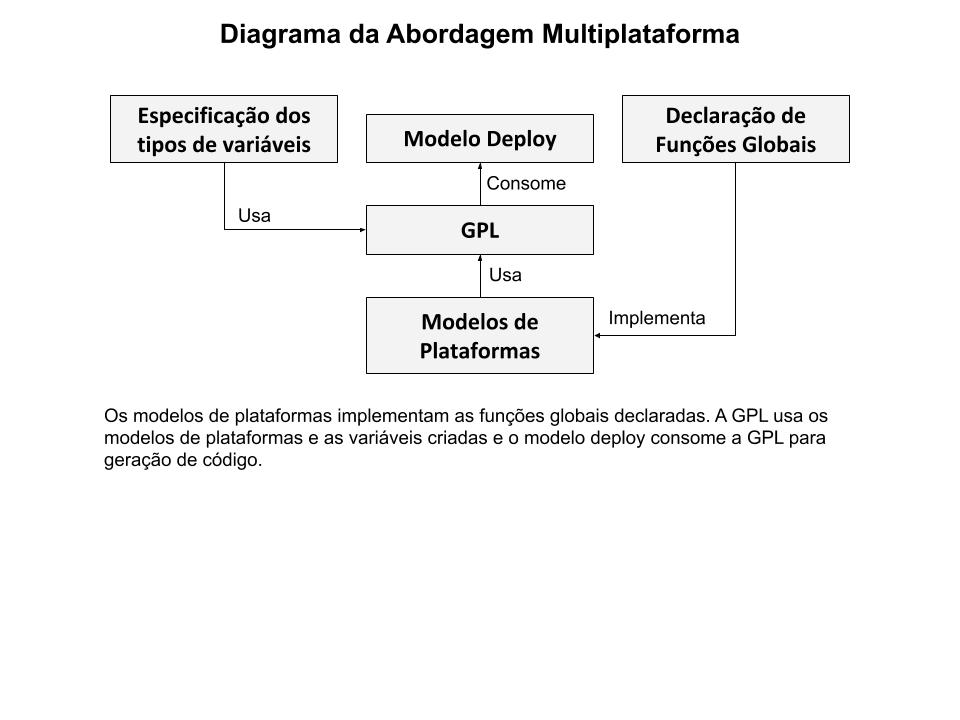 Diagrama da Abordagem Multiplataforma
Especificação dos
tipos de variáveis
Modelo Deploy
Declaração de
Funções Globais
Consome
Usa
GPL
Usa
Modelos de
Plataformas
Implementa
Os modelos de plataformas implementam as funções globais declaradas. A GPL usa os
modelos de plataformas e as variáveis criadas e o modelo deploy consome a GPL para
geração de código.